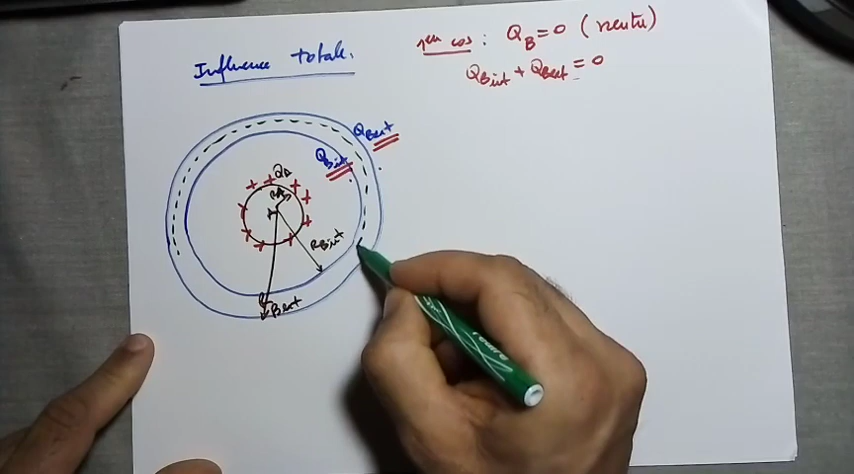 Influence totale.
1er cas : Q_B = 0 (neutre)
Q_Bint + Q_Bext = 0
Q_Bext
Q_Bint
Q_A
R_A
R_Bint
R_Bext